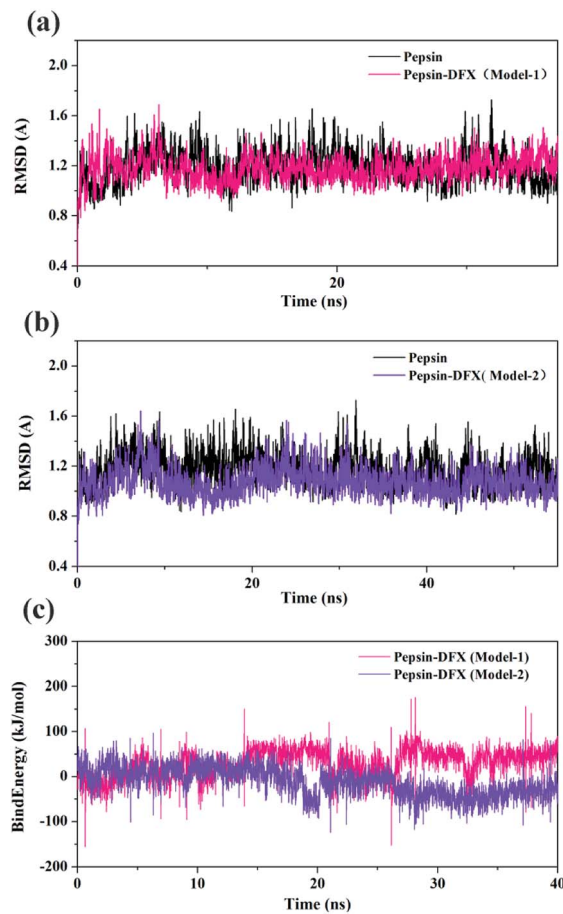 (a)
Pepsin
Pepsin-DFX（Model-1）
RMSD (A)
2.0
1.6
1.2
0.8
0.4
0
20
Time (ns)
(b)
Pepsin
Pepsin-DFX( Model-2）
RMSD (A)
2.0
1.6
1.2
0.8
0.4
0
20
40
Time (ns)
(c)
Pepsin-DFX (Model-1)
Pepsin-DFX (Model-2)
BindEnergy (kJ/mol)
300
200
100
0
-100
-200
0
10
20
30
40
Time (ns)